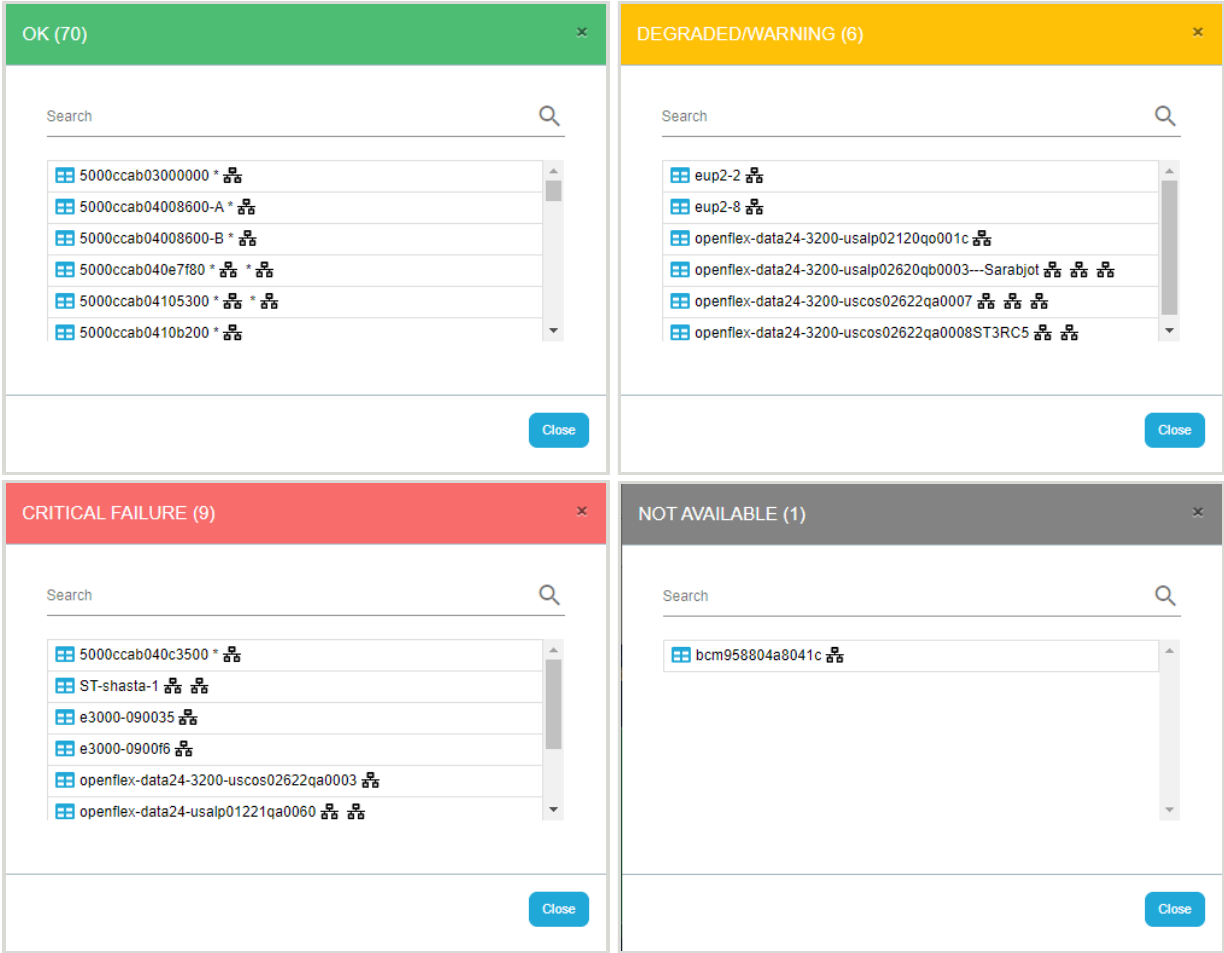 OK (70) ×
Search
5000ccab03000000 *
5000ccab04008600-A *
5000ccab04008600-B *
5000ccab040e7f80 * *
5000ccab04105300 * *
5000ccab0410b200 *
Close
DEGRADED/WARNING (6) ×
Search
eup2-2
eup2-8
openflex-data24-3200-usalp02120qo001c
openflex-data24-3200-usalp02620qb0003---Sarabjot
openflex-data24-3200-uscos02622qa0007
openflex-data24-3200-uscos02622qa0008ST3RC5
Close
CRITICAL FAILURE (9) ×
Search
5000ccab040c3500 *
ST-shasta-1
e3000-090035
e3000-0900f6
openflex-data24-3200-uscos02622qa0003
openflex-data24-usalp01221qa0060
Close
NOT AVAILABLE (1) ×
Search
bcm958804a8041c
Close